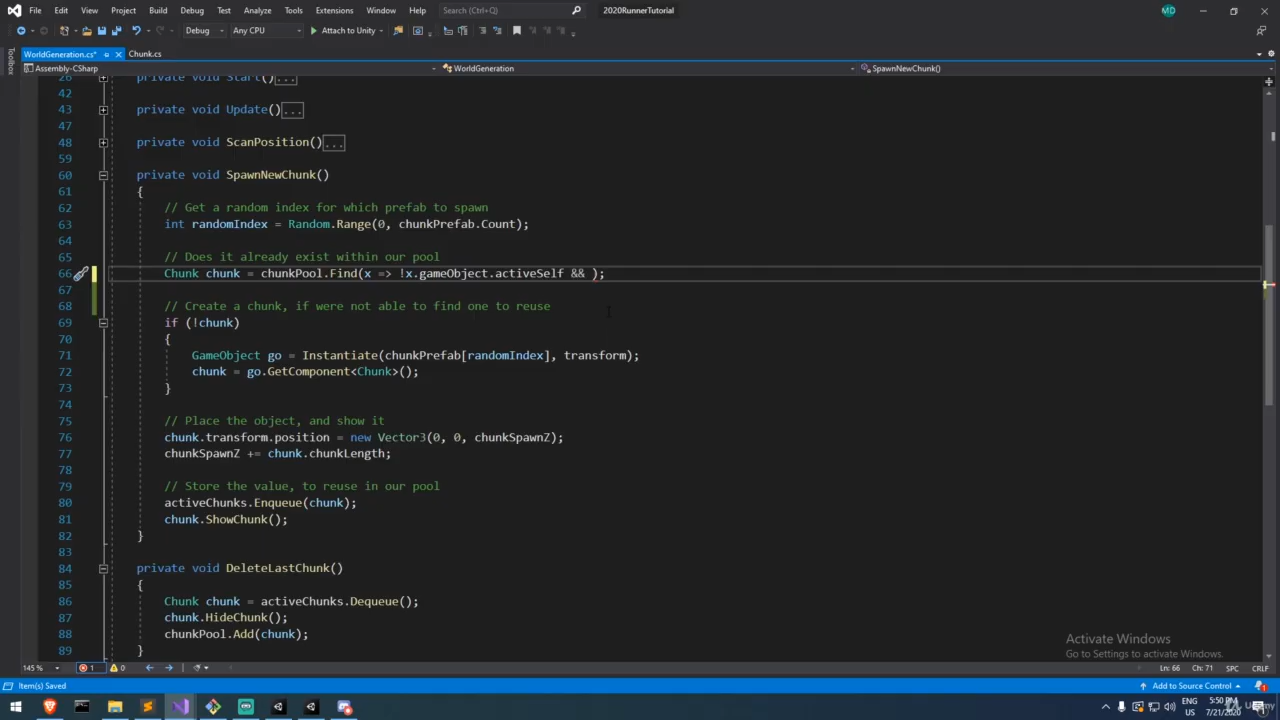 File Edit View Project Build Debug Test Analyze Tools Extensions Window Help Search (Ctrl+Q) 2020RunnerTutorial MD
Debug Any CPU Attach to Unity
WorldGeneration.cs* Chunk.cs
Toolbox
Assembly-CSharp WorldGeneration SpawnNewChunk()
26 private void Start()...
42
43 private void Update()...
47
48 private void ScanPosition()...
59
60 private void SpawnNewChunk()
61 {
62 // Get a random index for which prefab to spawn
63 int randomIndex = Random.Range(0, chunkPrefab.Count);
64
65 // Does it already exist within our pool
66 Chunk chunk = chunkPool.Find(x => !x.gameObject.activeSelf && );
67
68 // Create a chunk, if were not able to find one to reuse
69 if (!chunk)
70 {
71 GameObject go = Instantiate(chunkPrefab[randomIndex], transform);
72 chunk = go.GetComponent<Chunk>();
73 }
74
75 // Place the object, and show it
76 chunk.transform.position = new Vector3(0, 0, chunkSpawnZ);
77 chunkSpawnZ += chunk.chunkLength;
78
79 // Store the value, to reuse in our pool
80 activeChunks.Enqueue(chunk);
81 chunk.ShowChunk();
82 }
83
84 private void DeleteLastChunk()
85 {
86 Chunk chunk = activeChunks.Dequeue();
87 chunk.HideChunk();
88 chunkPool.Add(chunk);
89 }
Activate Windows
Go to Settings to activate Windows.
145 % 1 0 Ln: 66 Ch: 71 SPC CRLF
Item(s) Saved Add to Source Control 1
ENG 5:50 PM
US 7/21/2020
Udemy